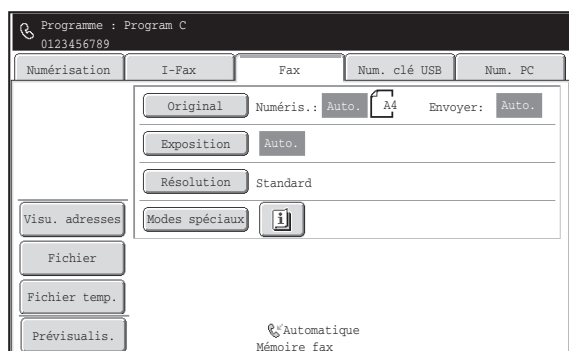 Programme : Program C
0123456789
Numérisation I-Fax Fax Num. clé USB Num. PC
Original Numéris.: Auto. A4 Envoyer: Auto.
Exposition Auto.
Résolution Standard
Visu. adresses Modes spéciaux
Fichier
Fichier temp.
Prévisualis. Automatique
Mémoire fax